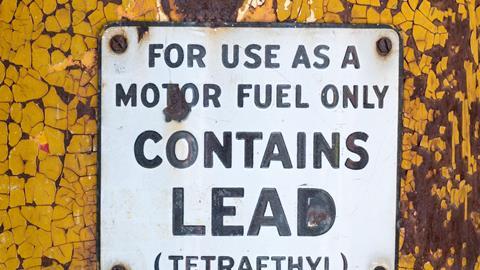 FOR USE AS A
MOTOR FUEL ONLY
CONTAINS
LEAD
(TETRAETHYL)